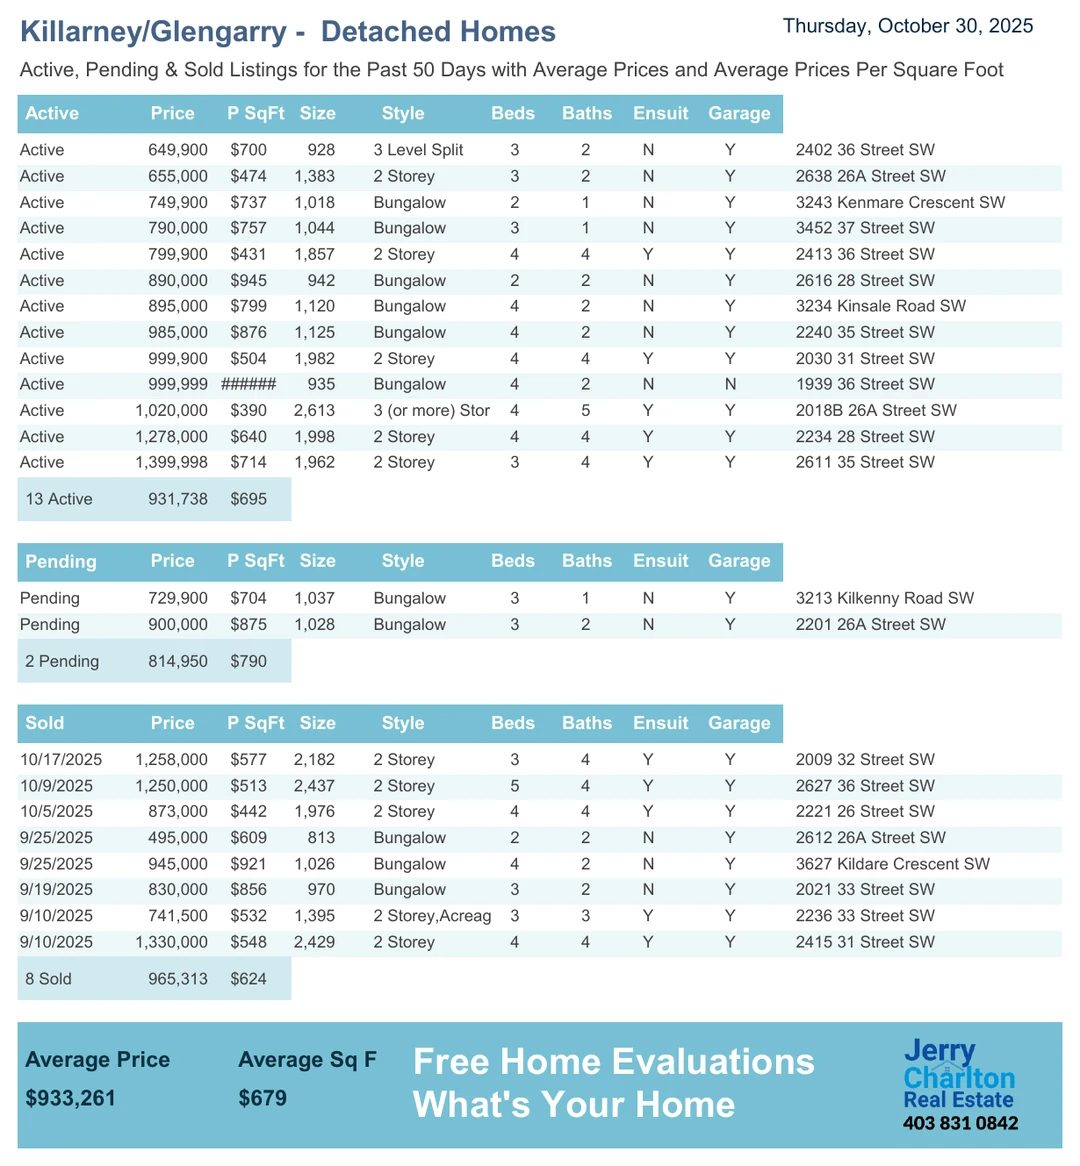 Killarney/Glengarry - Detached Homes
Thursday, October 30, 2025
Active, Pending & Sold Listings for the Past 50 Days with Average Prices and Average Prices Per Square Foot
Active Price P SqFt Size Style Beds Baths Ensuit Garage
Active 649,900 $700 928 3 Level Split 3 2 N Y 2402 36 Street SW
Active 655,000 $474 1,383 2 Storey 3 2 N Y 2638 26A Street SW
Active 749,900 $737 1,018 Bungalow 2 1 N Y 3243 Kenmare Crescent SW
Active 790,000 $757 1,044 Bungalow 3 1 N Y 3452 37 Street SW
Active 799,900 $431 1,857 2 Storey 4 4 Y Y 2413 36 Street SW
Active 890,000 $945 942 Bungalow 2 2 N Y 2616 28 Street SW
Active 895,000 $799 1,120 Bungalow 4 2 N Y 3234 Kinsale Road SW
Active 985,000 $876 1,125 Bungalow 4 2 N Y 2240 35 Street SW
Active 999,900 $504 1,982 2 Storey 4 4 Y Y 2030 31 Street SW
Active 999,999 ###### 935 Bungalow 4 2 N N 1939 36 Street SW
Active 1,020,000 $390 2,613 3 (or more) Stor 4 5 Y Y 2018B 26A Street SW
Active 1,278,000 $640 1,998 2 Storey 4 4 Y Y 2234 28 Street SW
Active 1,399,998 $714 1,962 2 Storey 3 4 Y Y 2611 35 Street SW
13 Active 931,738 $695
Pending Price P SqFt Size Style Beds Baths Ensuit Garage
Pending 729,900 $704 1,037 Bungalow 3 1 N Y 3213 Kilkenny Road SW
Pending 900,000 $875 1,028 Bungalow 3 2 N Y 2201 26A Street SW
2 Pending 814,950 $790
Sold Price P SqFt Size Style Beds Baths Ensuit Garage
10/17/2025 1,258,000 $577 2,182 2 Storey 3 4 Y Y 2009 32 Street SW
10/9/2025 1,250,000 $513 2,437 2 Storey 5 4 Y Y 2627 36 Street SW
10/5/2025 873,000 $442 1,976 2 Storey 4 4 Y Y 2221 26 Street SW
9/25/2025 495,000 $609 813 Bungalow 2 2 N Y 2612 26A Street SW
9/25/2025 945,000 $921 1,026 Bungalow 4 2 N Y 3627 Kildare Crescent SW
9/19/2025 830,000 $856 970 Bungalow 3 2 N Y 2021 33 Street SW
9/10/2025 741,500 $532 1,395 2 Storey,Acreag 3 3 Y Y 2236 33 Street SW
9/10/2025 1,330,000 $548 2,429 2 Storey 4 4 Y Y 2415 31 Street SW
8 Sold 965,313 $624
Average Price Average Sq F
$933,261 $679
Free Home Evaluations
What's Your Home
Jerry
Charlton
Real Estate
403 831 0842